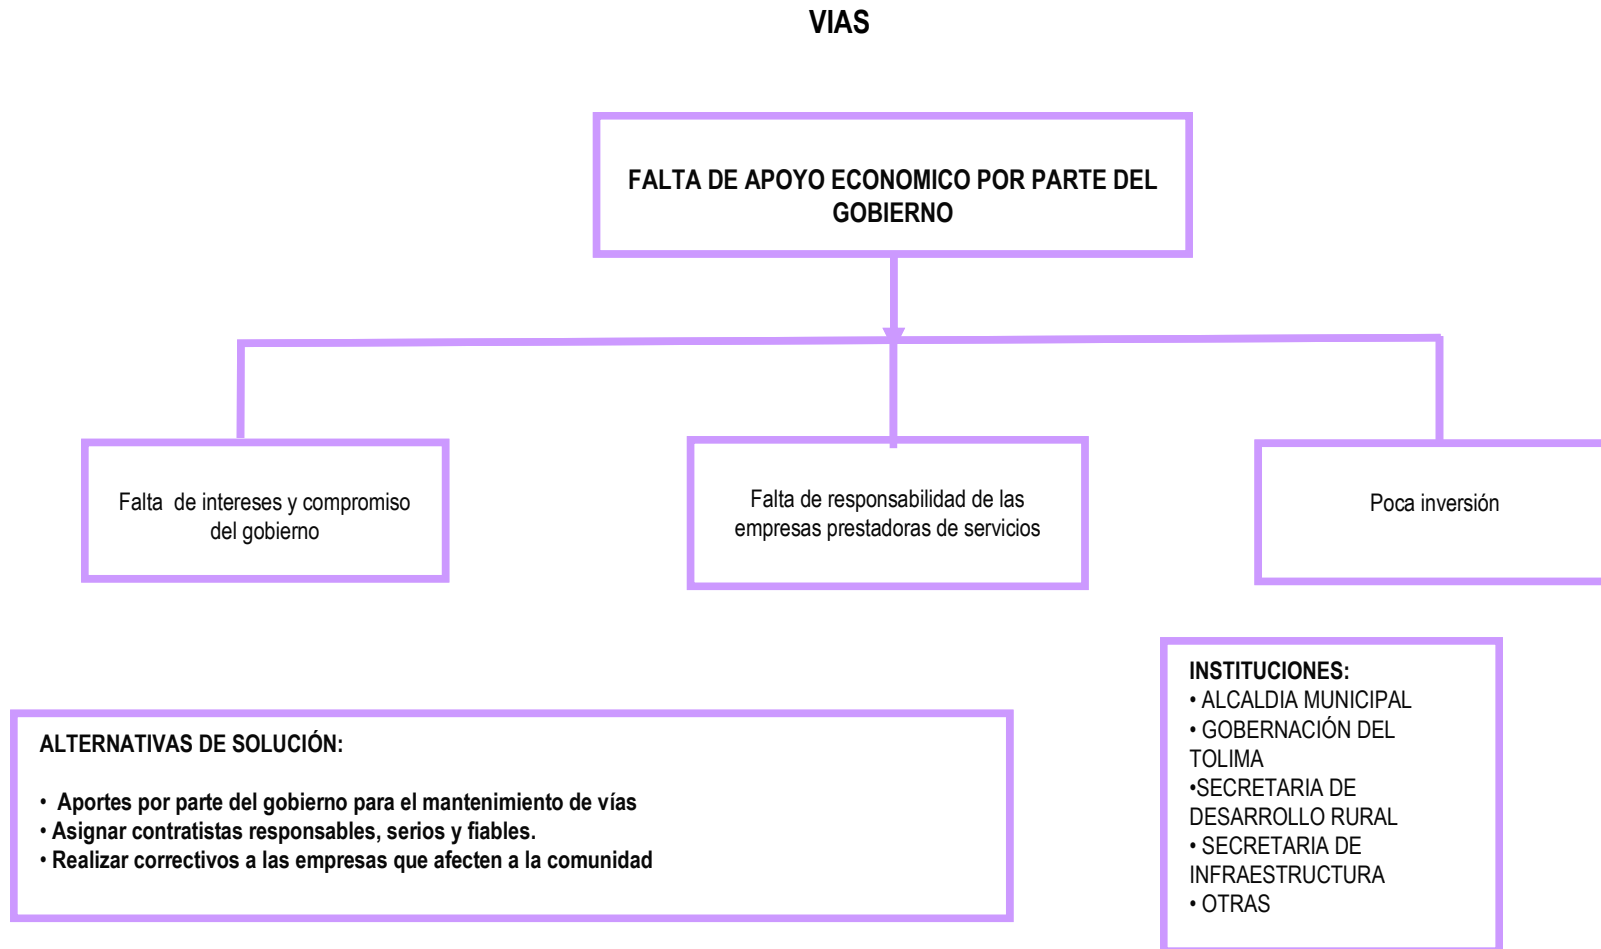 VIAS
FALTA DE APOYO ECONOMICO POR PARTE DEL
GOBIERNO
Falta  de intereses y compromiso
del gobierno
Falta de responsabilidad de las
empresas prestadoras de servicios
Poca inversión
ALTERNATIVAS DE SOLUCIÓN:
•  Aportes por parte del gobierno para el mantenimiento de vías
• Asignar contratistas responsables, serios y fiables.
• Realizar correctivos a las empresas que afecten a la comunidad
INSTITUCIONES:
• ALCALDIA MUNICIPAL
• GOBERNACIÓN DEL
TOLIMA
•SECRETARIA DE
DESARROLLO RURAL
• SECRETARIA DE
INFRAESTRUCTURA
• OTRAS